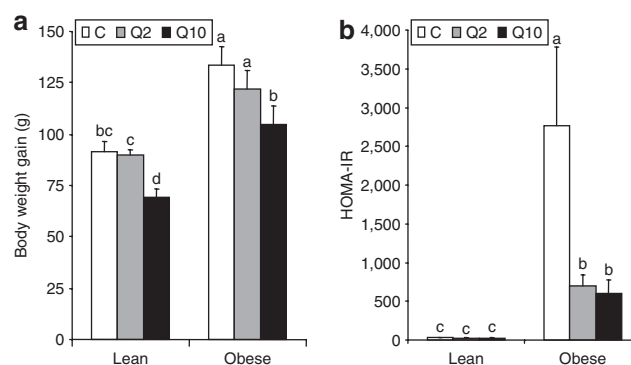 a
C Q2 Q10
Body weight gain (g)
150
125
100
75
50
25
0
bc
c
d
a
a
b
Lean
Obese
b
C Q2 Q10
HOMA-IR
4,000
3,500
3,000
2,500
2,000
1,500
1,000
500
0
c
c
c
a
b
b
Lean
Obese